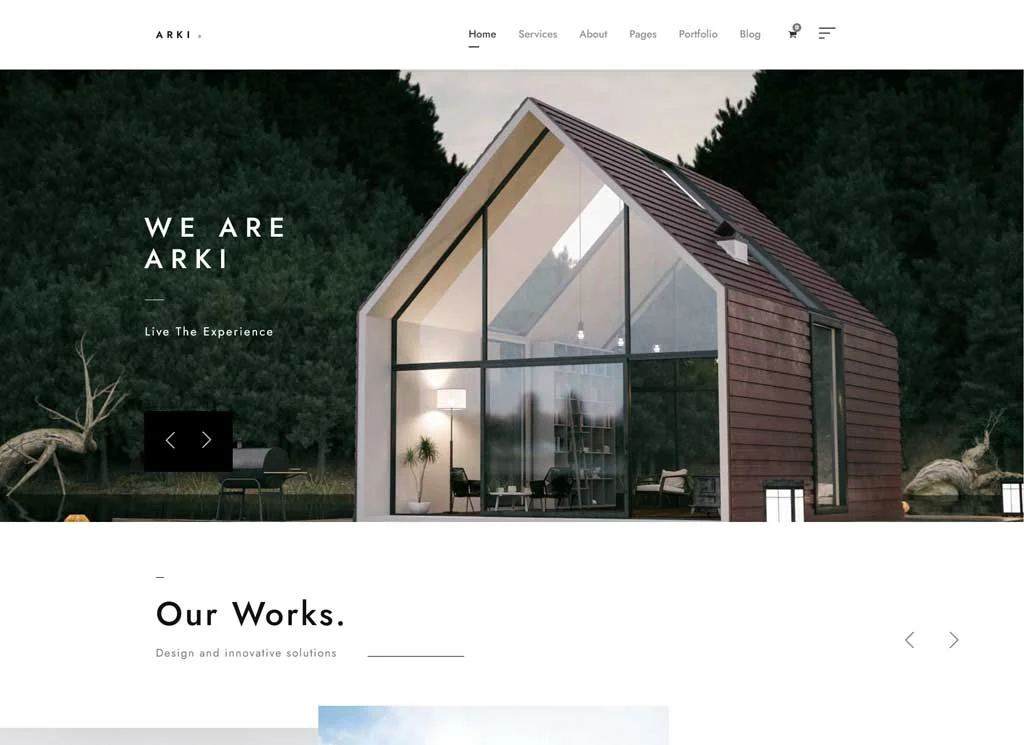 ARKI
Home Services About Pages Portfolio Blog 0
WE ARE
ARKI
Live The Experience
Our Works.
Design and innovative solutions